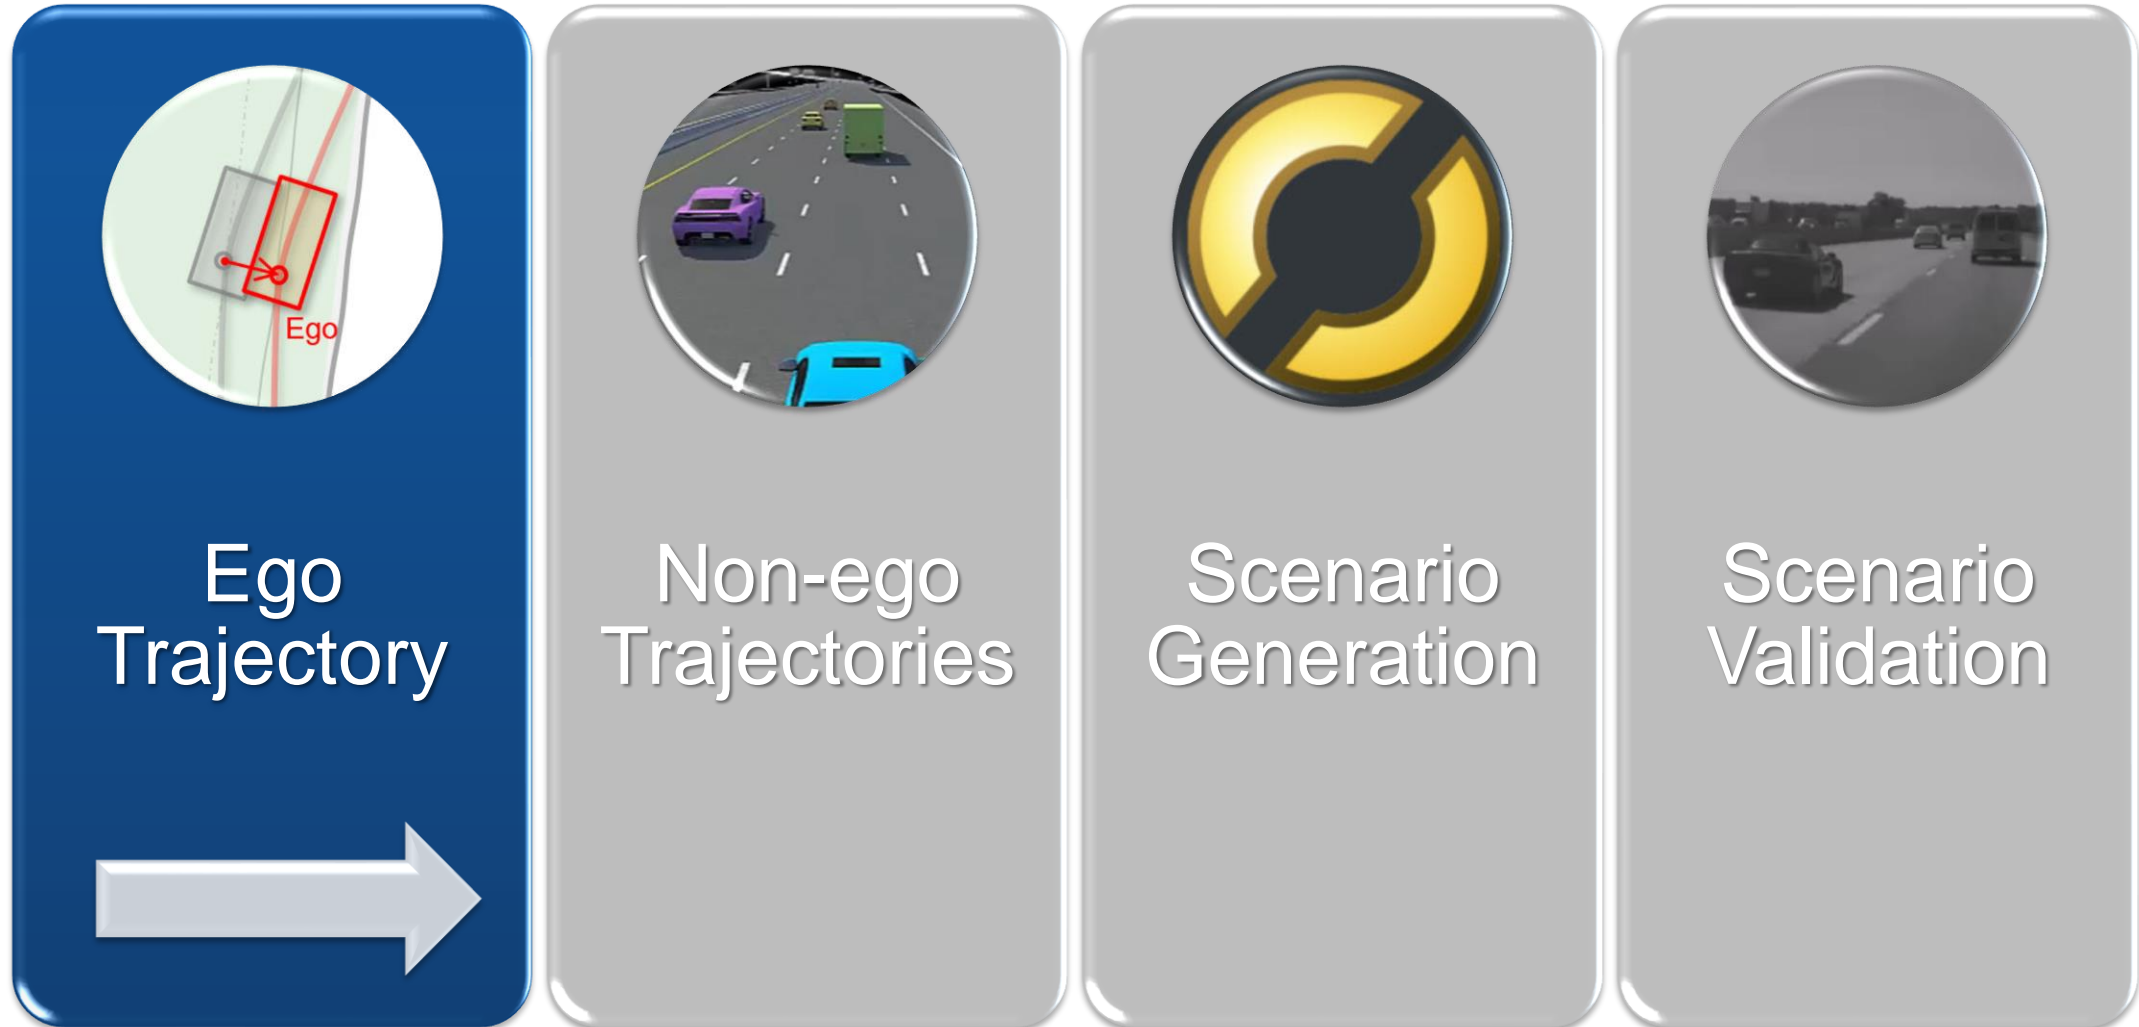 Ego
Ego
Trajectory
Non-ego
Trajectories
Scenario
Generation
Scenario
Validation